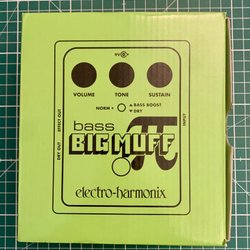 9V
VOLUME TONE SUSTAIN
NORM
▲ BASS BOOST
▼ DRY
EFFECT OUT
DRY OUT
INPUT
bass
BIG MUFF
π
electro-harmonix